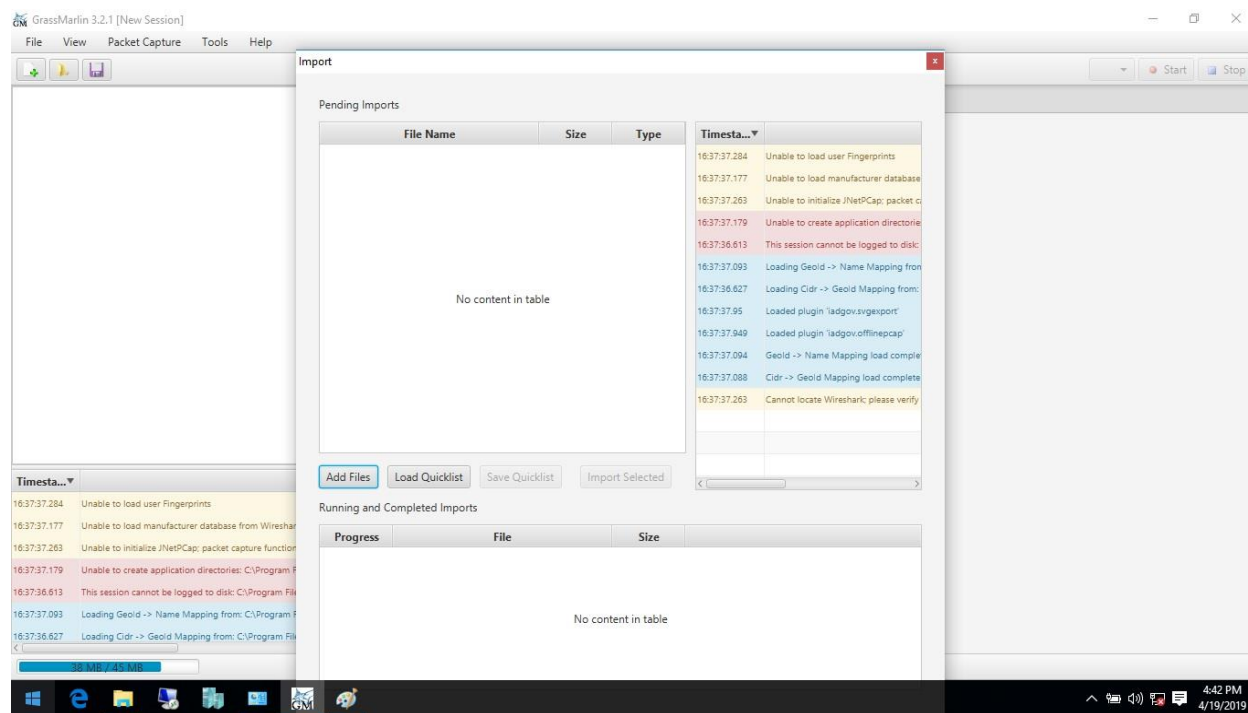 GrassMarlin 3.2.1 [New Session]
File View Packet Capture Tools Help
Start Stop
Import
Pending Imports
File Name Size Type
No content in table
Timesta...
16:37:37.284 Unable to load user Fingerprints
16:37:37.177 Unable to load manufacturer database
16:37:37.263 Unable to initialize JNetPCap; packet c
16:37:37.179 Unable to create application directorie
16:37:36.613 This session cannot be logged to disk:
16:37:37.093 Loading GeoId -> Name Mapping fron
16:37:36.627 Loading Cidr -> GeoId Mapping from:
16:37:37.95 Loaded plugin 'iadgov.svgexport'
16:37:37.949 Loaded plugin 'iadgov.offlinepcap'
16:37:37.094 GeoId -> Name Mapping load comple
16:37:37.088 Cidr -> GeoId Mapping load complete
16:37:37.263 Cannot locate Wireshark; please verify
Add Files Load Quicklist Save Quicklist Import Selected
Running and Completed Imports
Progress File Size
No content in table
Timesta...
16:37:37.284 Unable to load user Fingerprints
16:37:37.177 Unable to load manufacturer database from Wireshar
16:37:37.263 Unable to initialize JNetPCap; packet capture function
16:37:37.179 Unable to create application directories: C:\Program F
16:37:36.613 This session cannot be logged to disk: C:\Program File
16:37:37.093 Loading GeoId -> Name Mapping from: C:\Program F
16:37:36.627 Loading Cidr -> GeoId Mapping from: C:\Program File
38 MB / 45 MB
GM
4:42 PM
4/19/2019